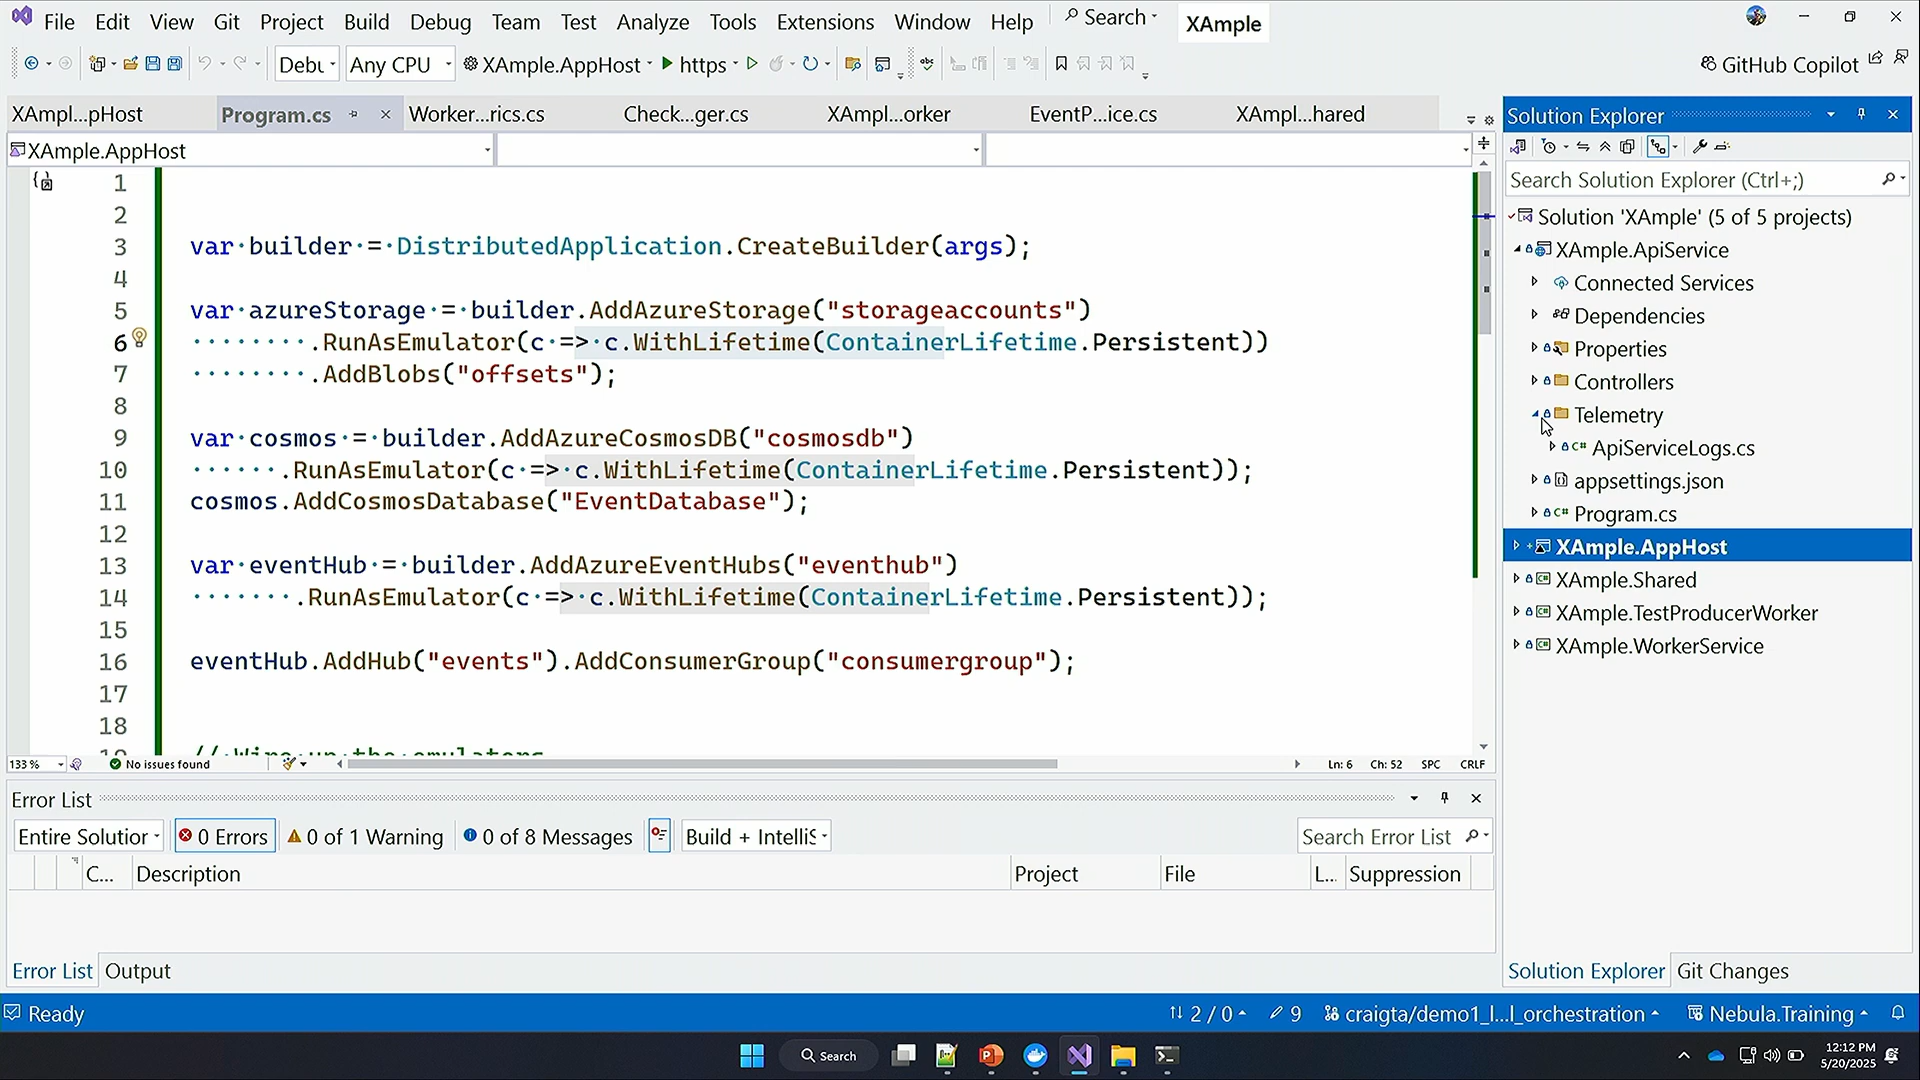 File Edit View Git Project Build Debug Team Test Analyze Tools Extensions Window Help Search XAmple
Debu Any CPU XAmple.AppHost https GitHub Copilot
XAmpl...pHost Program.cs Worker...rics.cs Check...ger.cs XAmpl...orker EventP...ice.cs XAmpl...hared
XAmple.AppHost
1
2
3 var builder = DistributedApplication.CreateBuilder(args);
4
5 var azureStorage = builder.AddAzureStorage("storageaccounts")
6 .RunAsEmulator(c => c.WithLifetime(ContainerLifetime.Persistent))
7 .AddBlobs("offsets");
8
9 var cosmos = builder.AddAzureCosmosDB("cosmosdb")
10 .RunAsEmulator(c => c.WithLifetime(ContainerLifetime.Persistent));
11 cosmos.AddCosmosDatabase("EventDatabase");
12
13 var eventHub = builder.AddAzureEventHubs("eventhub")
14 .RunAsEmulator(c => c.WithLifetime(ContainerLifetime.Persistent));
15
16 eventHub.AddHub("events").AddConsumerGroup("consumergroup");
17
18
19 // Wire up the emulators
133 % No issues found Ln: 6 Ch: 52 SPC CRLF
Error List
Entire Solution 0 Errors 0 of 1 Warning 0 of 8 Messages Build + IntelliS Search Error List
C... Description Project File L... Suppression
Error List Output
Solution Explorer
Search Solution Explorer (Ctrl+;)
Solution 'XAmple' (5 of 5 projects)
XAmple.ApiService
Connected Services
Dependencies
Properties
Controllers
Telemetry
C# ApiServiceLogs.cs
appsettings.json
C# Program.cs
XAmple.AppHost
XAmple.Shared
XAmple.TestProducerWorker
XAmple.WorkerService
Solution Explorer Git Changes
Ready 2 / 0 9 craigta/demo1_l...l_orchestration Nebula.Training
Search 12:12 PM
5/20/2025